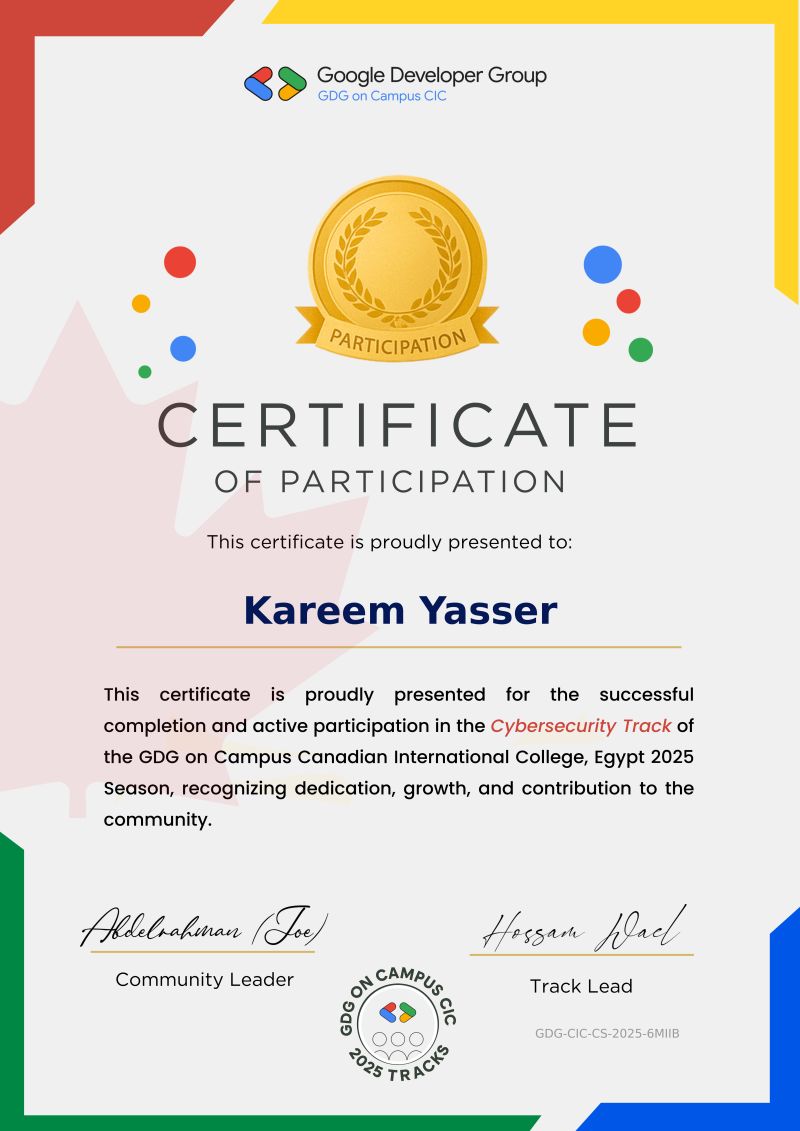 Google Developer Group
GDG on Campus CIC
PARTICIPATION
CERTIFICATE
OF PARTICIPATION
This certificate is proudly presented to:
Kareem Yasser
This certificate is proudly presented for the successful
completion and active participation in the Cybersecurity Track of
the GDG on Campus Canadian International College, Egypt 2025
Season, recognizing dedication, growth, and contribution to the
community.
Abdelrahman (Joe)
Hossam Wael
Community Leader
Track Lead
GDG ON CAMPUS CIC
2025 TRACKS
GDG-CIC-CS-2025-6MIIB